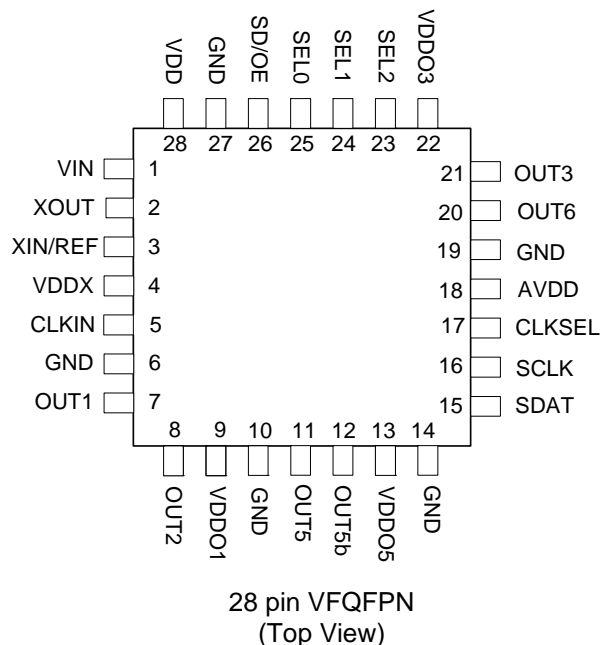 VDD
GND
SD/OE
SEL0
SEL1
SEL2
VDDO3
28 27 26 25 24 23 22
VIN 1
XOUT 2
XIN/REF 3
VDDX 4
CLKIN 5
GND 6
OUT1 7
21 OUT3
20 OUT6
19 GND
18 AVDD
17 CLKSEL
16 SCLK
15 SDAT
8 9 10 11 12 13 14
OUT2
VDDO1
GND
OUT5
OUT5b
VDDO5
GND
28 pin VFQFPN
(Top View)